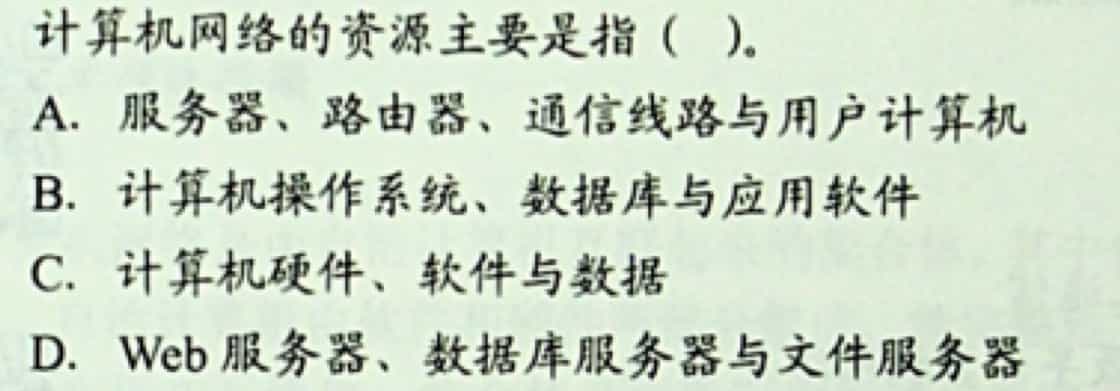 计算机网络的资源主要是指（ ）。
A. 服务器、路由器、通信线路与用户计算机
B. 计算机操作系统、数据库与应用软件
C. 计算机硬件、软件与数据
D. Web 服务器、数据库服务器与文件服务器